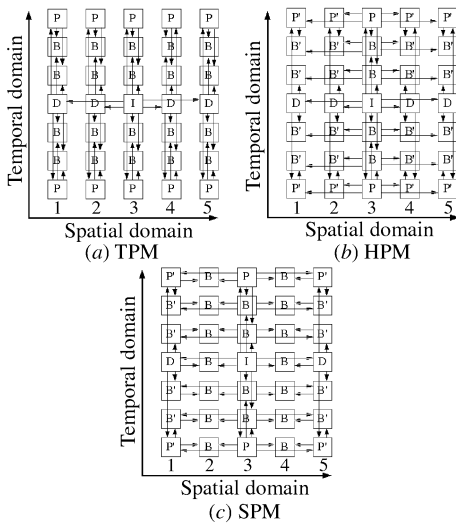 P P P P P
B B B B B
B B B B B
D D I D D
B B B B B
B B B B B
P P P P P
1 2 3 4 5
Temporal domain
Spatial domain
(a) TPM
P' P' P P' P'
B' B' B B' B'
B' B' B B' B'
D D I D D
B' B' B B' B'
B' B' B B' B'
P' P' P P' P'
1 2 3 4 5
Temporal domain
Spatial domain
(b) HPM
P' B P B P'
B' B B B B'
B' B B B B'
D B I B D
B' B B B B'
B' B B B B'
P' B P B P'
1 2 3 4 5
Temporal domain
Spatial domain
(c) SPM